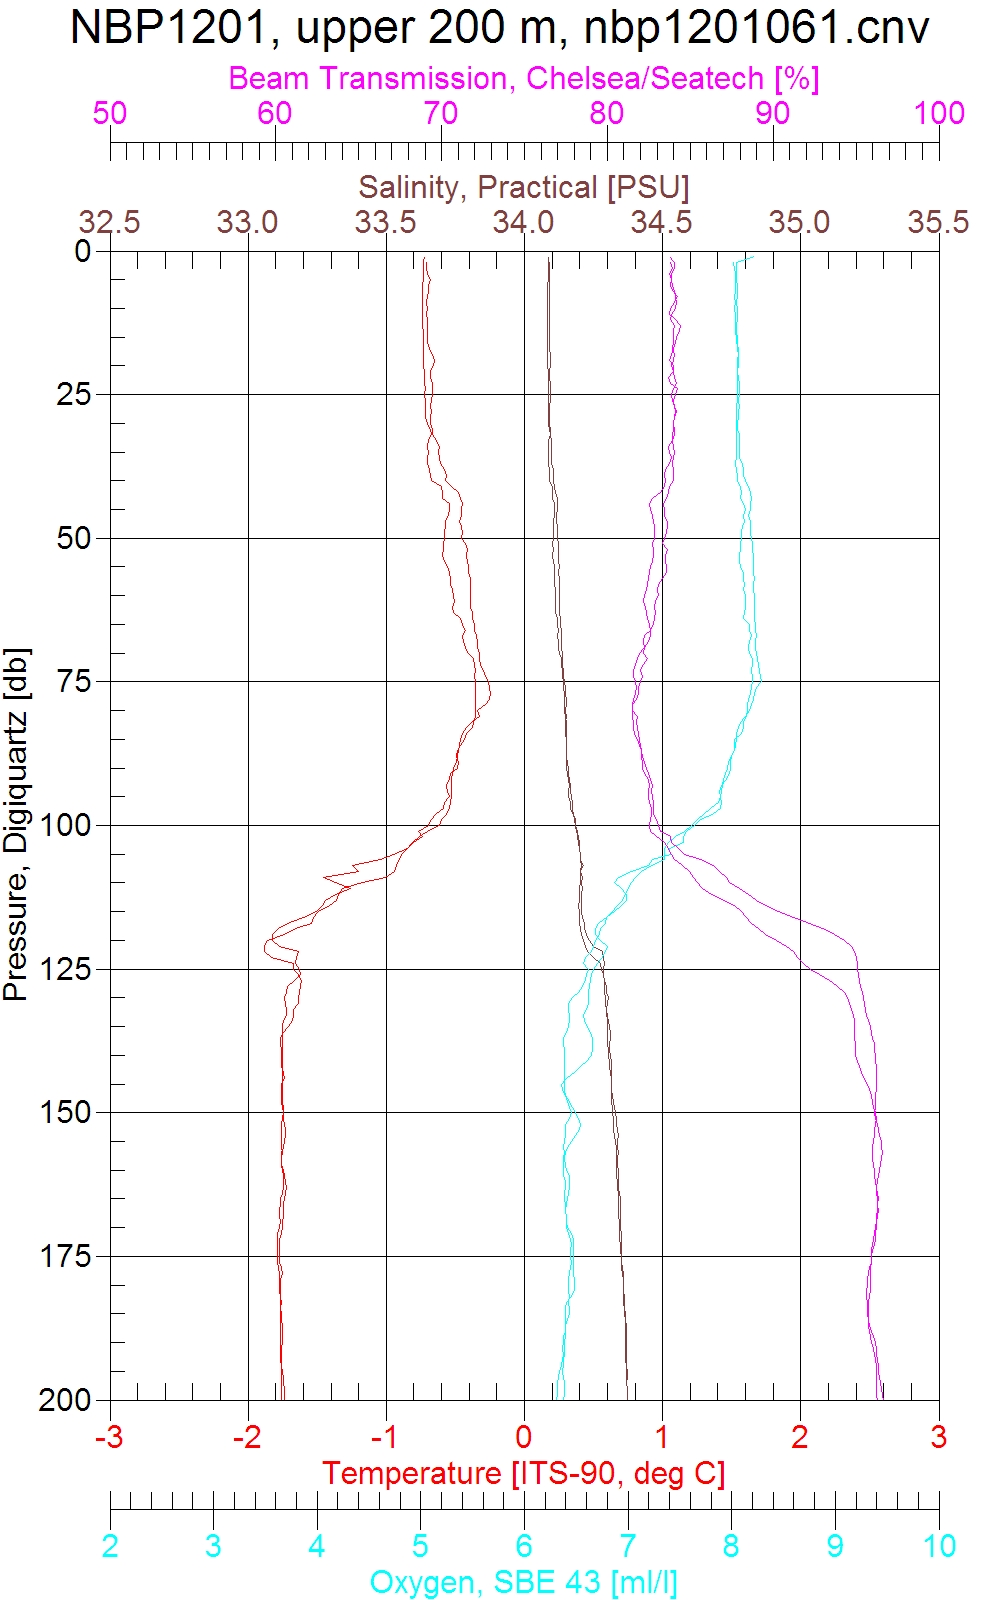 NBP1201, upper 200 m, nbp1201061.cnv
Beam Transmission, Chelsea/Seatech [%]
50 60 70 80 90 100
Salinity, Practical [PSU]
32.5 33.0 33.5 34.0 34.5 35.0 35.5
0
25
50
75
100
125
150
175
200
Pressure, Digiquartz [db]
-3 -2 -1 0 1 2 3
Temperature [ITS-90, deg C]
2 3 4 5 6 7 8 9 10
Oxygen, SBE 43 [ml/l]